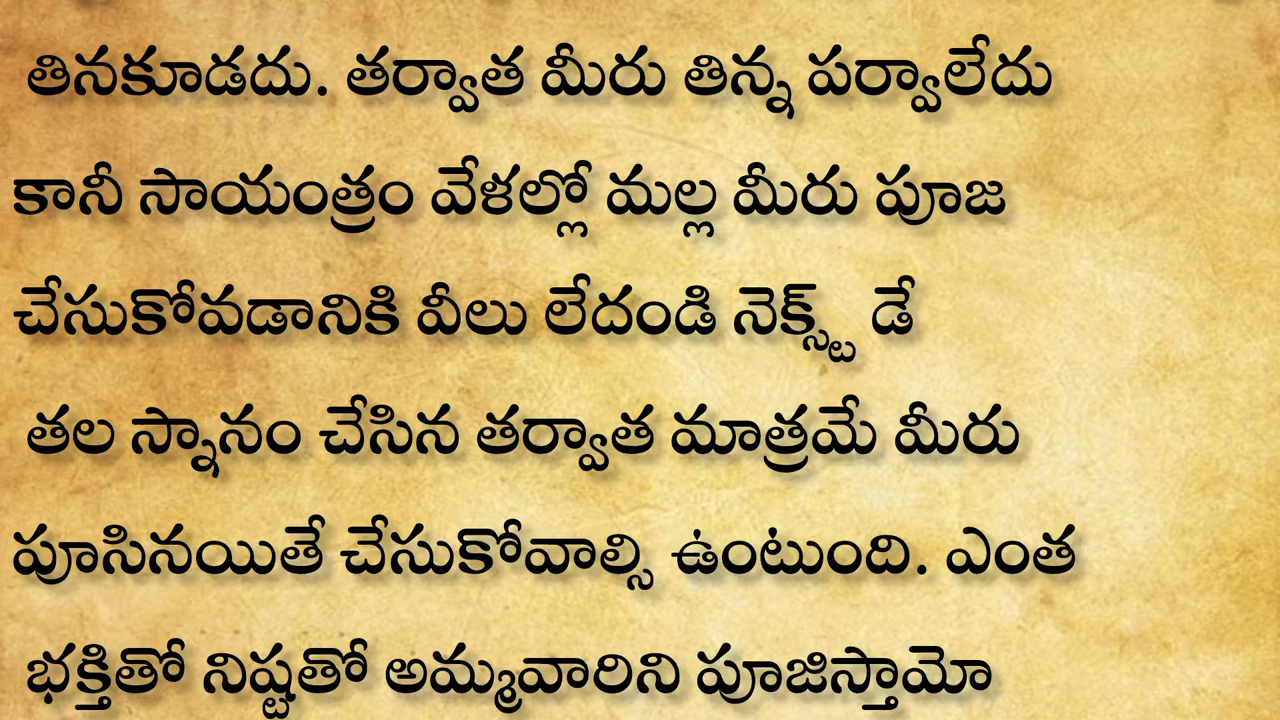 తినకూడదు. తర్వాత మీరు తిన్న పర్వాలేదు
కానీ సాయంత్రం వేళల్లో మల్ల మీరు పూజ
చేసుకోవడానికి వీలు లేదండి నెక్స్ట్ డే
తల స్నానం చేసిన తర్వాత మాత్రమే మీరు
పూసినయితే చేసుకోవాల్సి ఉంటుంది. ఎంత
భక్తితో నిష్టతో అమ్మవారిని పూజిస్తామో